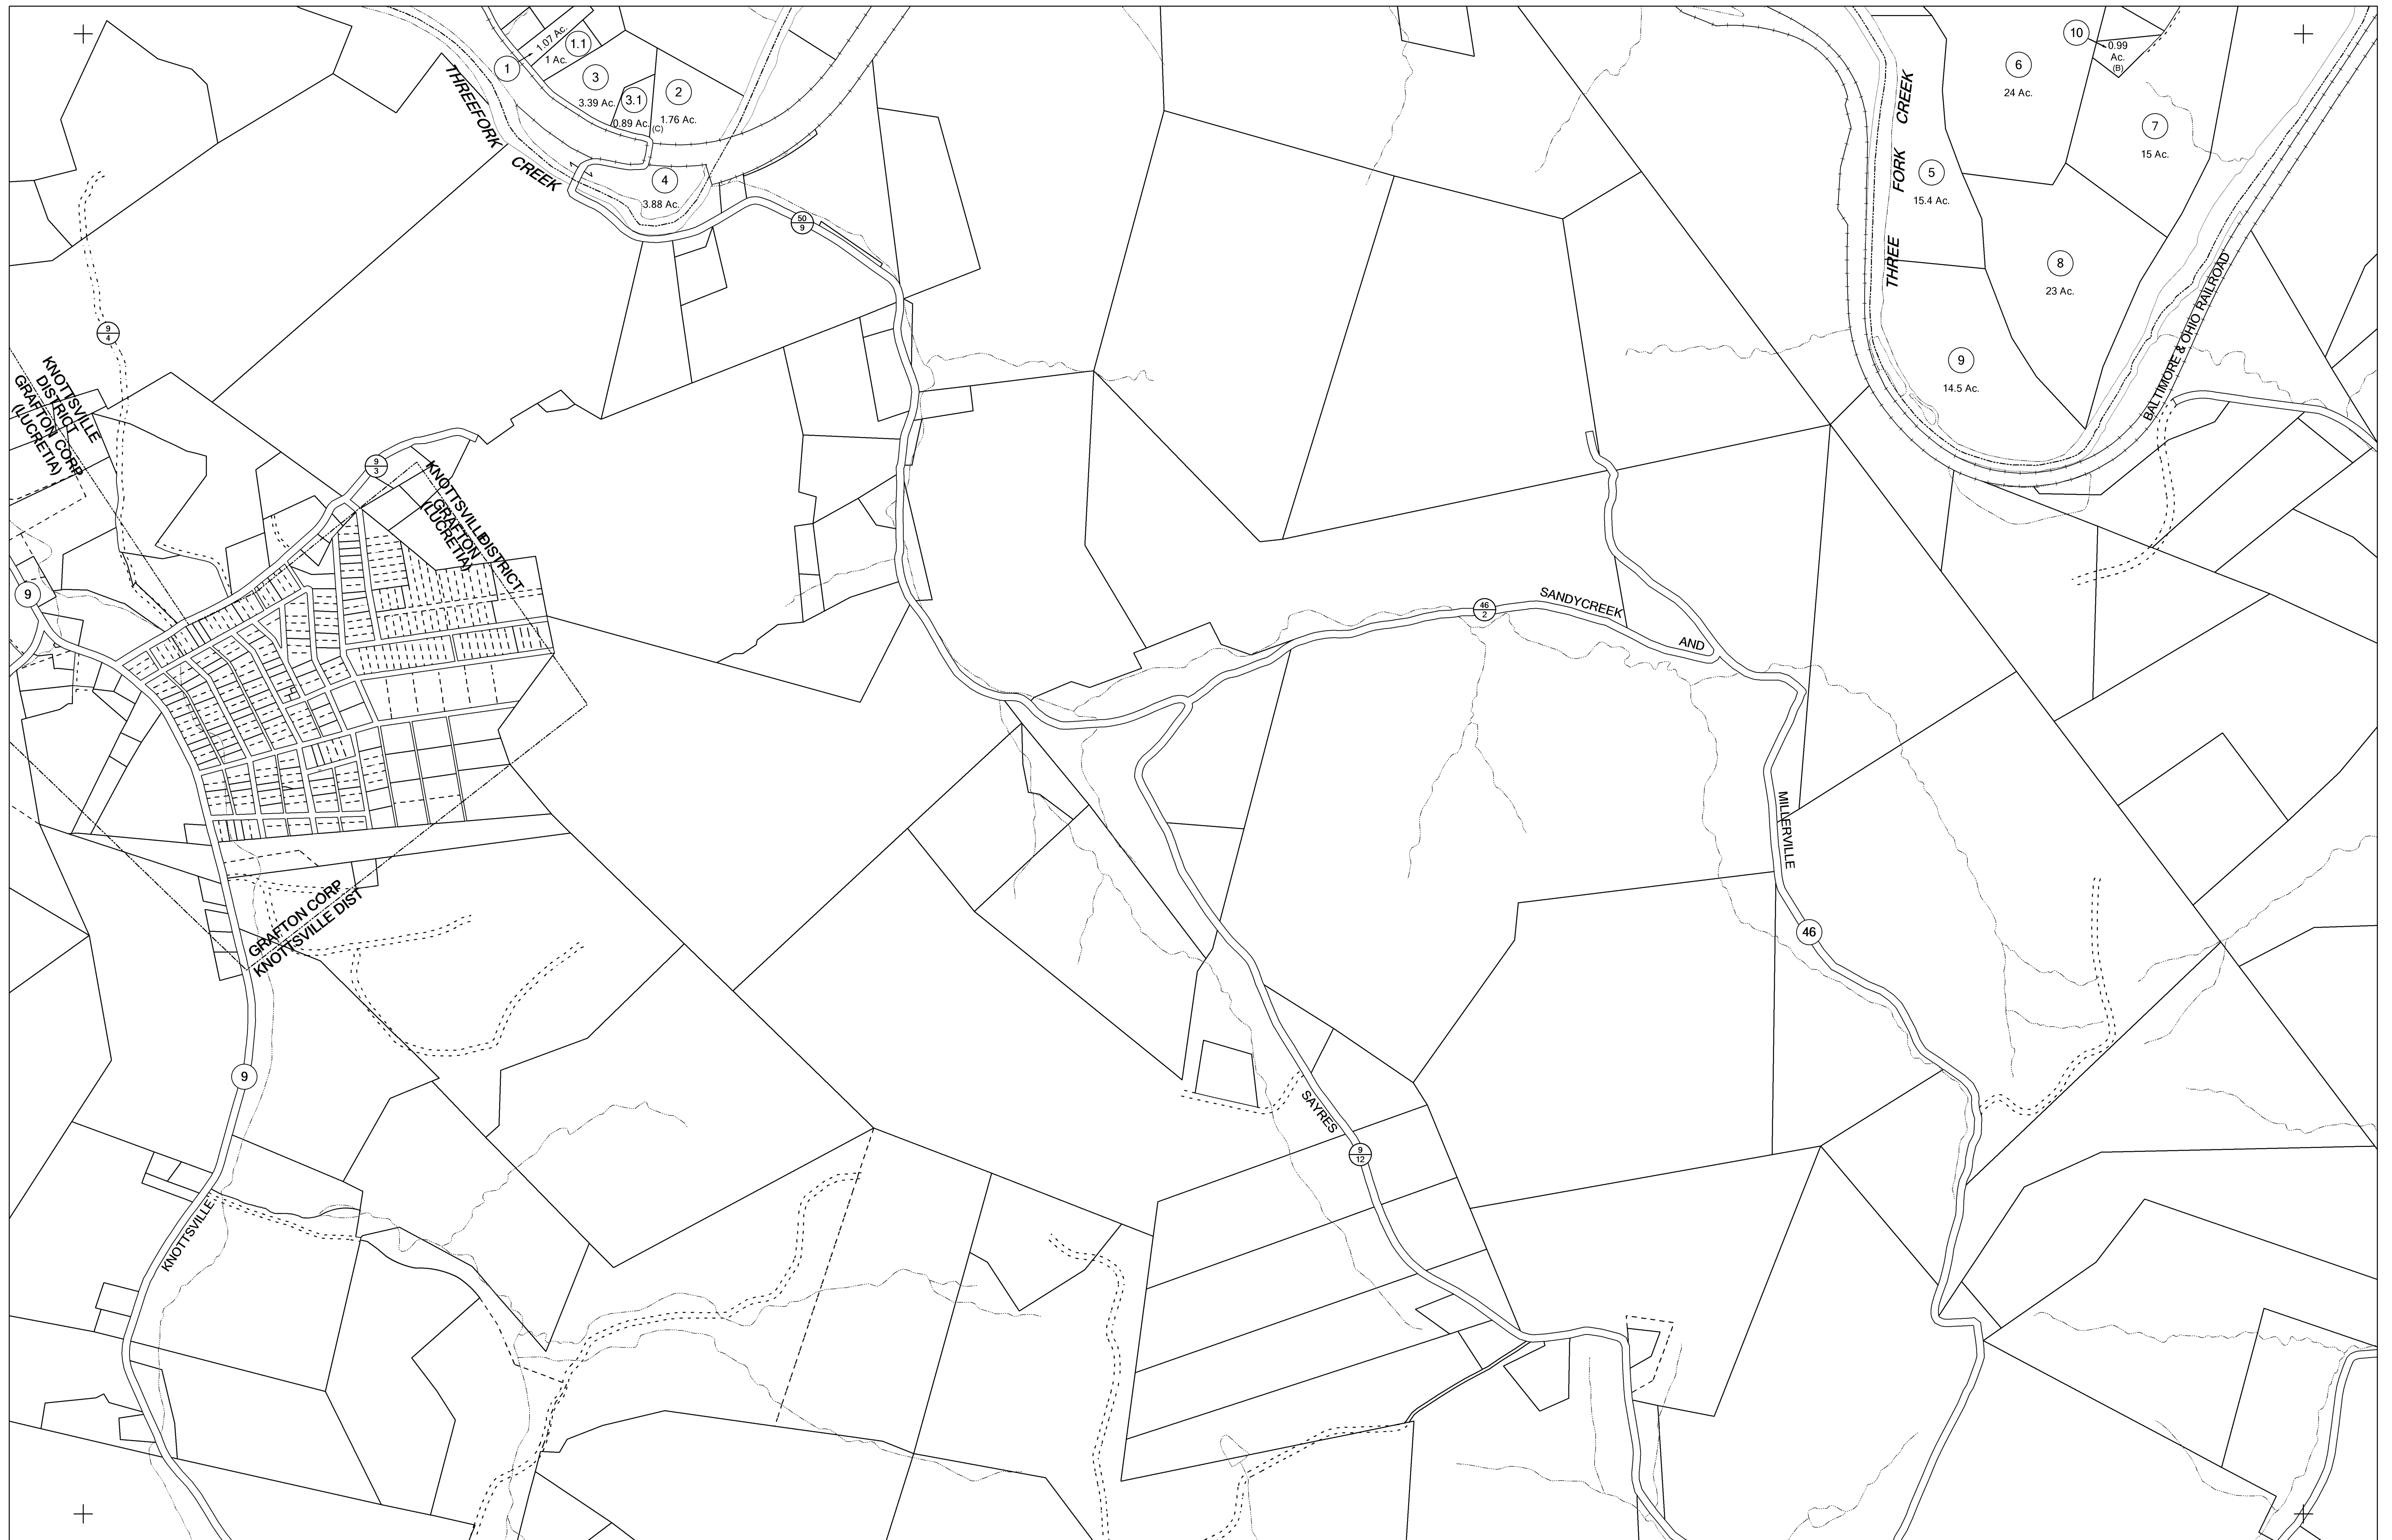 1
1.07 Ac.
1.1
1 Ac.
3
3.39 Ac.
3.1
0.89 Ac.
(C)
2
1.76 Ac.
4
3.88 Ac.
THREEFORK
CREEK
50
9
10
0.99
Ac.
(B)
6
24 Ac.
7
15 Ac.
5
15.4 Ac.
8
23 Ac.
9
14.5 Ac.
THREE FORK CREEK
BALTIMORE & OHIO RAILROAD
9
4
KNOTTSVILLE
DISTRICT
GRAFTON CORP
(LUCRETIA)
9
3
KNOTTSVILLE DISTRICT
GRAFTON
(LUCRETIA)
9
46
2
SANDYCREEK
AND
MILLERVILLE
46
GRAFTON CORP
KNOTTSVILLE DIST
9
SAYRES
9
12
KNOTTSVILLE